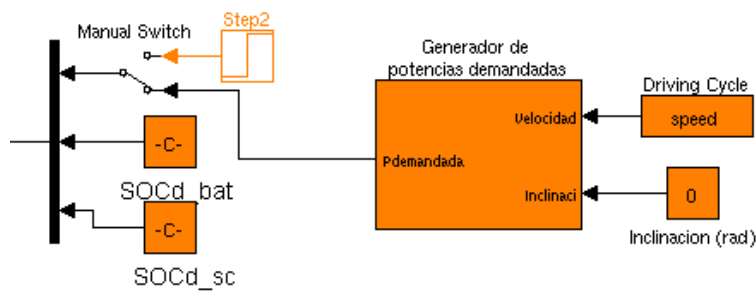 Step2
Manual Switch
Generador de
potencias demandadas
Driving Cycle
Velocidad
speed
-C-
Pdemandada
SOCd_bat
Inclinaci
0
-C-
Inclinacion (rad)
SOCd_sc